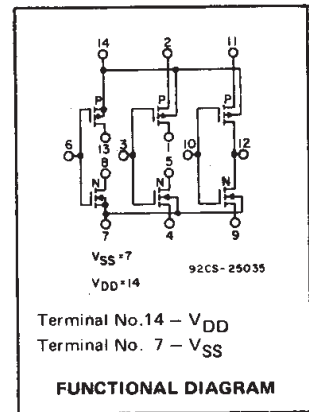 14 2 11
P P P
13 1
6 3 10 12
8 5
N N N
7 4 9
VSS=7
92CS-25035
VDD=14
Terminal No.14 – VDD
Terminal No. 7 – VSS
FUNCTIONAL DIAGRAM